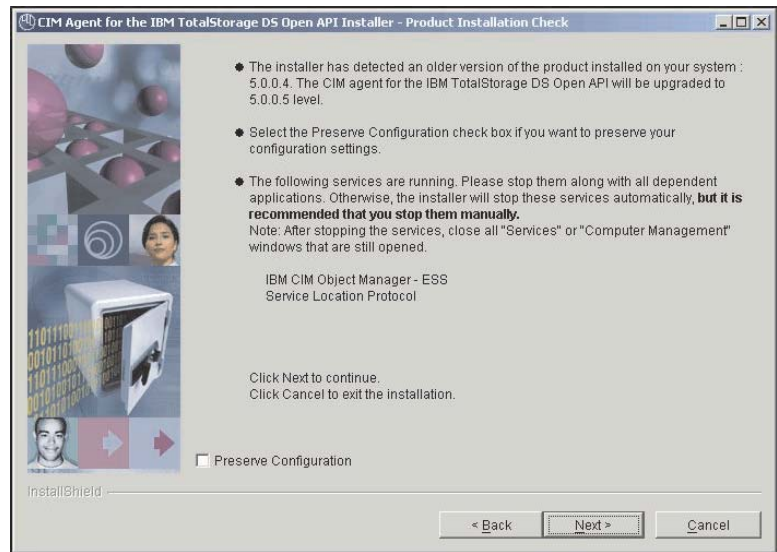 CIM Agent for the IBM TotalStorage DS Open API Installer - Product Installation Check
● The installer has detected an older version of the product installed on your system :
5.0.0.4. The CIM agent for the IBM TotalStorage DS Open API will be upgraded to
5.0.0.5 level.
● Select the Preserve Configuration check box if you want to preserve your
configuration settings.
● The following services are running. Please stop them along with all dependent
applications. Otherwise, the installer will stop these services automatically, but it is
recommended that you stop them manually.
Note: After stopping the services, close all "Services" or "Computer Management"
windows that are still opened.
IBM CIM Object Manager - ESS
Service Location Protocol
Click Next to continue.
Click Cancel to exit the installation.
Preserve Configuration
InstallShield
< Back
Next >
Cancel